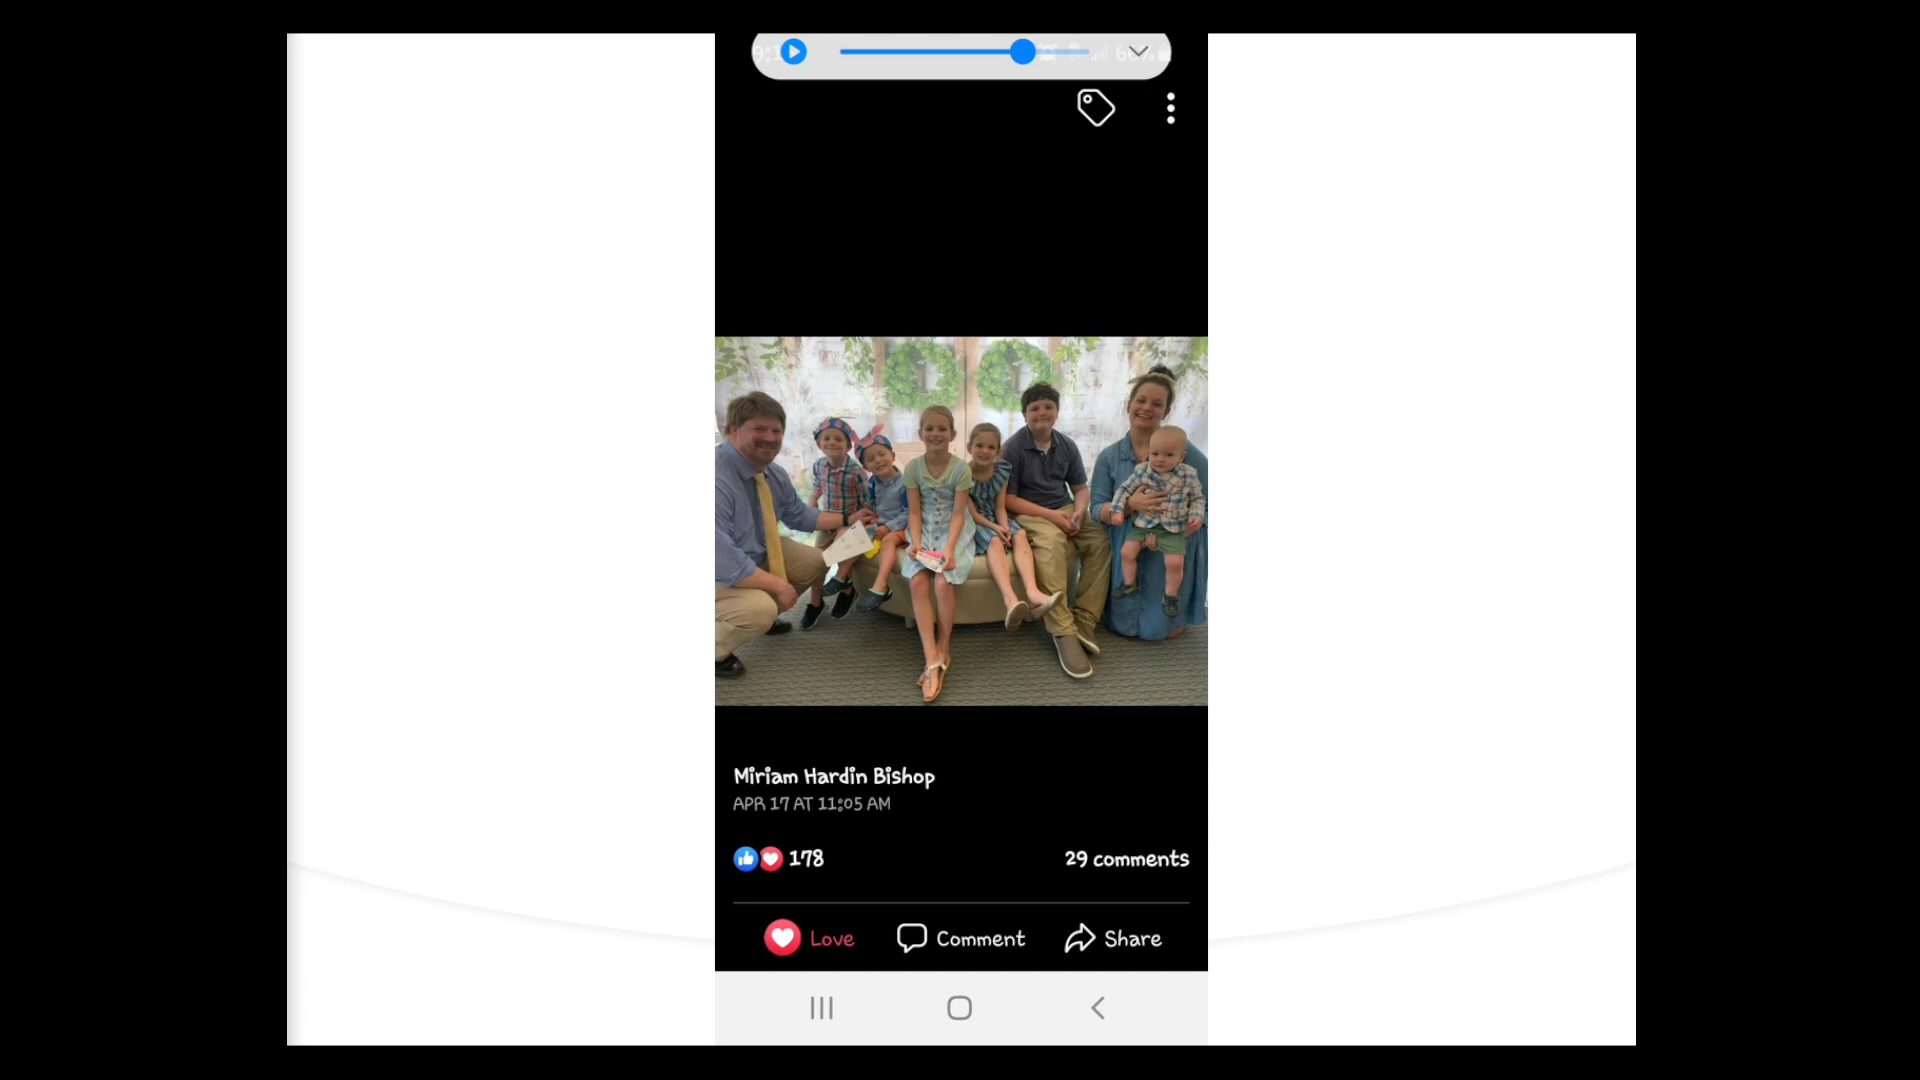 Miriam Hardin Bishop
APR 17 AT 11:05 AM
178
29 comments
Love
Comment
Share